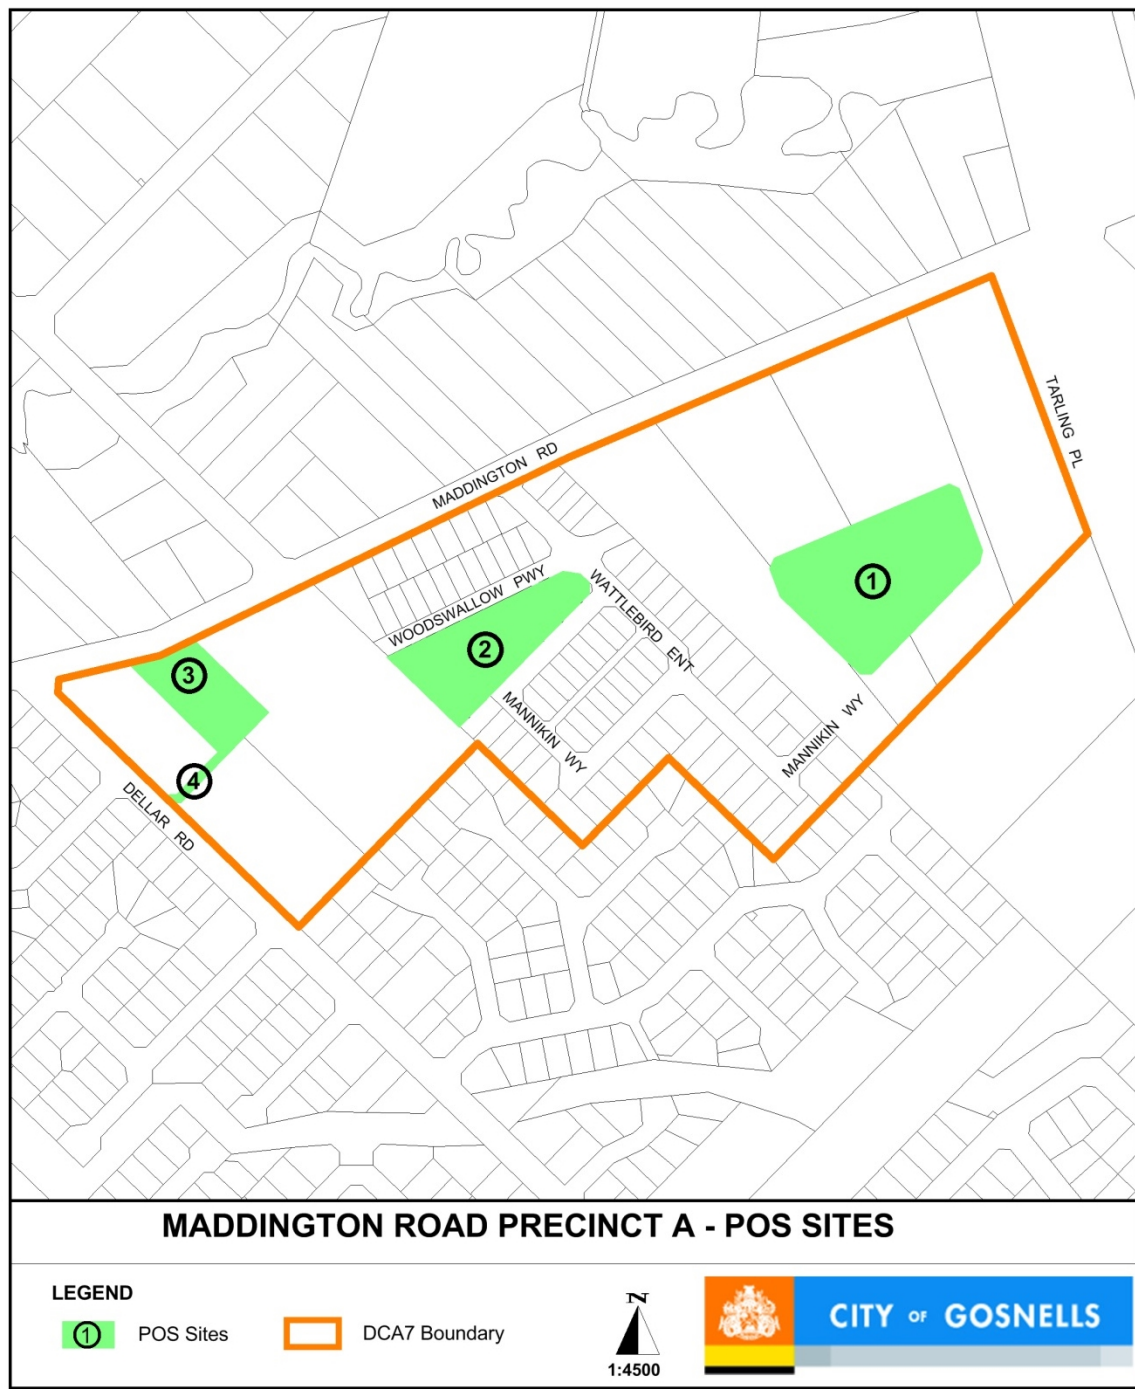 TARLING PL
MADDINGTON RD
WOODSWALLOW PWY
WATTLEBIRD ENT
1
2
3
MANNIKIN WY
MANNIKIN WY
4
DELLAR RD
MADDINGTON ROAD PRECINCT A - POS SITES
LEGEND
1 POS Sites
DCA7 Boundary
N
1:4500
CITY OF GOSNELLS